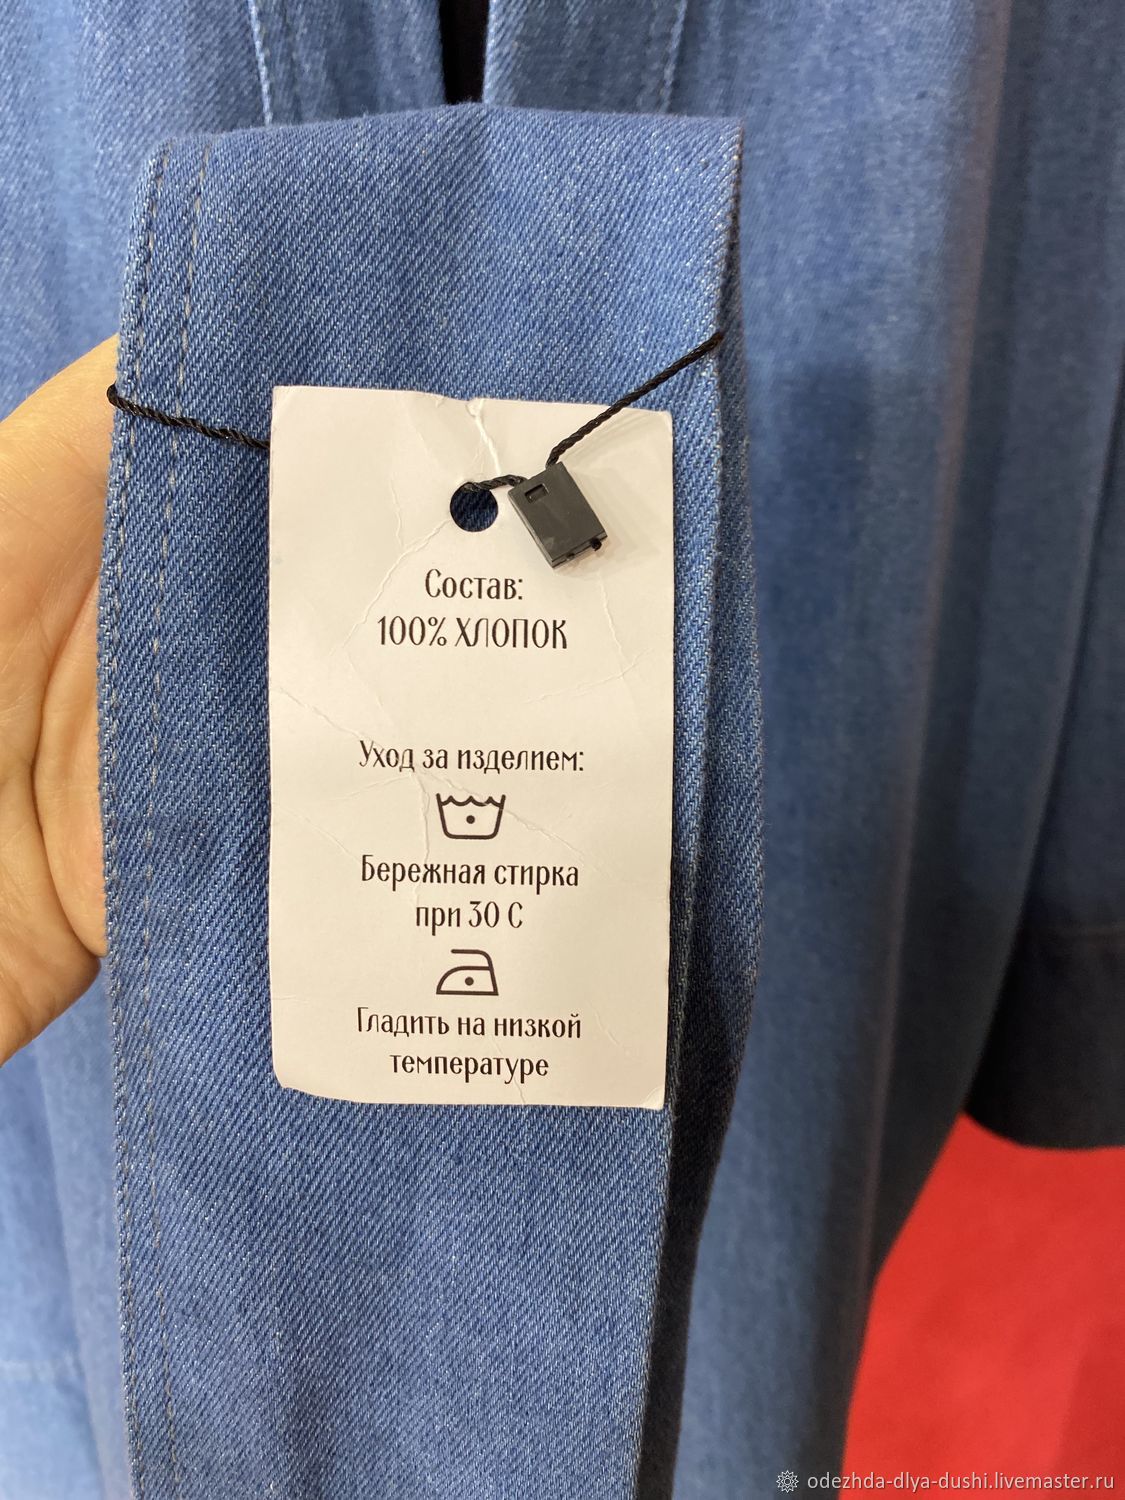 Состав:
100% ХЛОПОК
Уход за изделием:
Бережная стирка
при 30 С
Гладить на низкой
температуре
odezhda-dlya-dushi.livemaster.ru